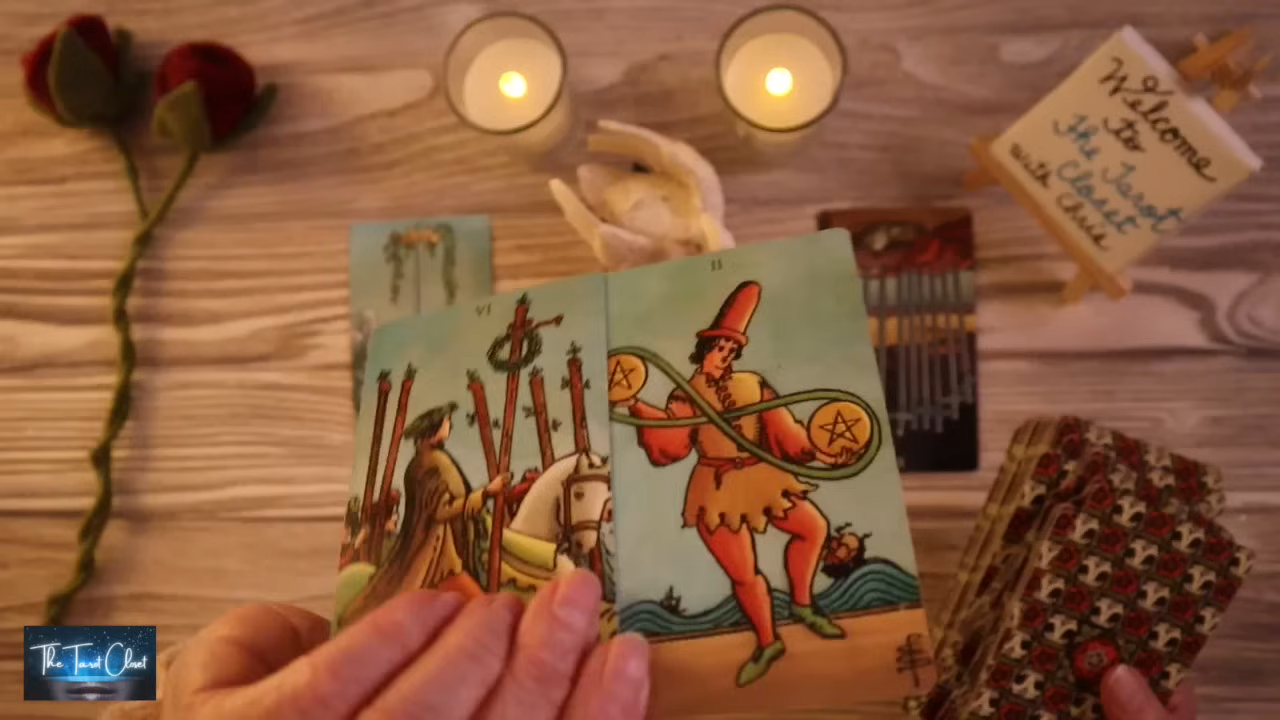 Welcome
To
The Tarot
Closet
with Chris
VI
II
The Tarot Closet